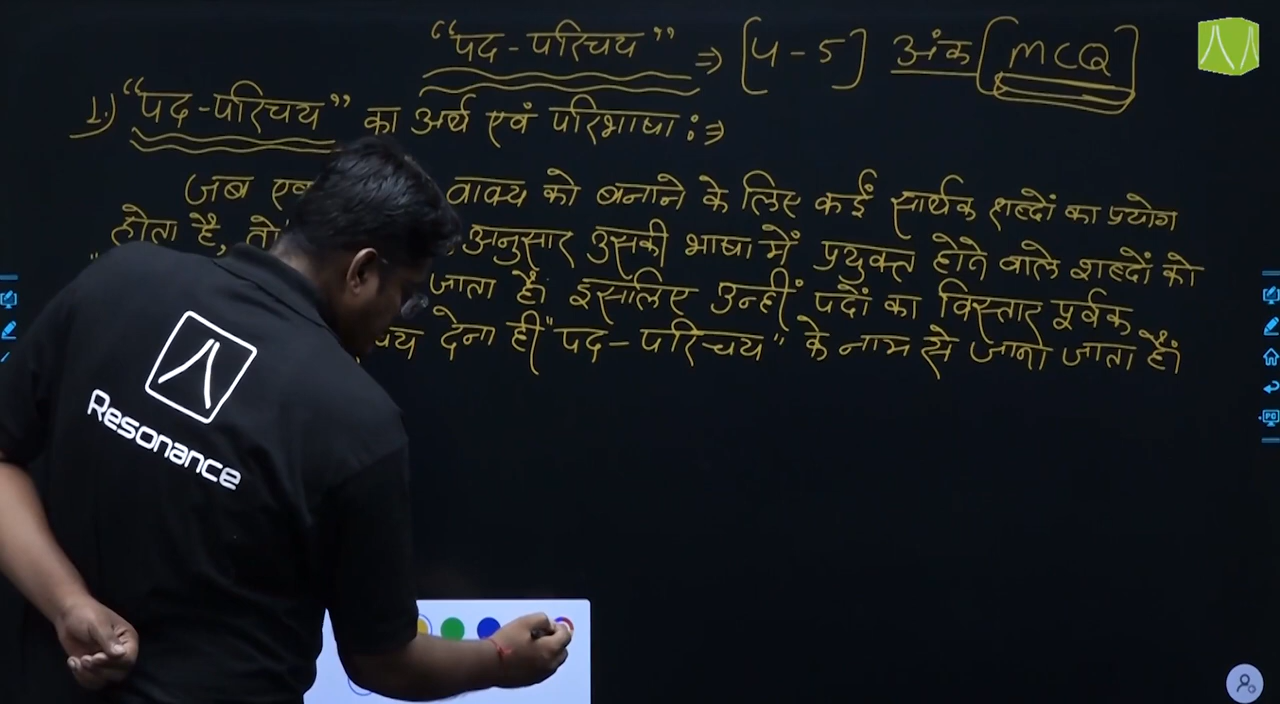 "पद-परिचय" ⇒ [4-5] अंक [MCQ]
1.) "पद-परिचय" का अर्थ एवं परिभाषा :⇒
जब वाक्य को बनाने के लिए कईं सार्थक शब्दों का प्रयोग
होता है, तो अनुसार उसकी भाषा में प्रयुक्त होने वाले शब्दों को
जाता हैं। इसलिए उन्हीं पदों का विस्तार पूर्वक
देना ही "पद-परिचय" के नाम से जाना जाता हैं।
Resonance
PC